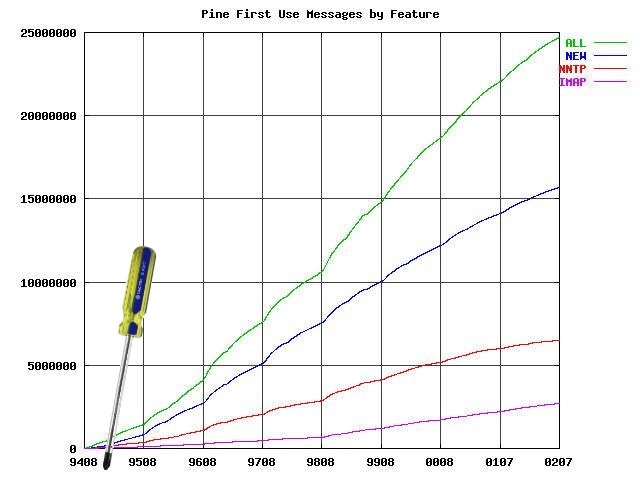 Pine First Use Messages by Feature
25000000
ALL
NEW
NNTP
IMAP
20000000
15000000
10000000
5000000
0
9408 9508 9608 9708 9808 9908 0008 0107 0207